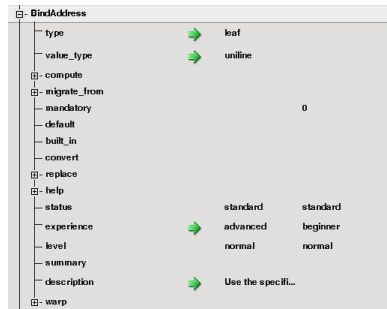 BindAddress
type leaf
value_type uniline
compute
migrate_from
mandatory 0
default
built_in
convert
replace
help
status standard standard
experience advanced beginner
level normal normal
summary
description Use the specifi...
warp